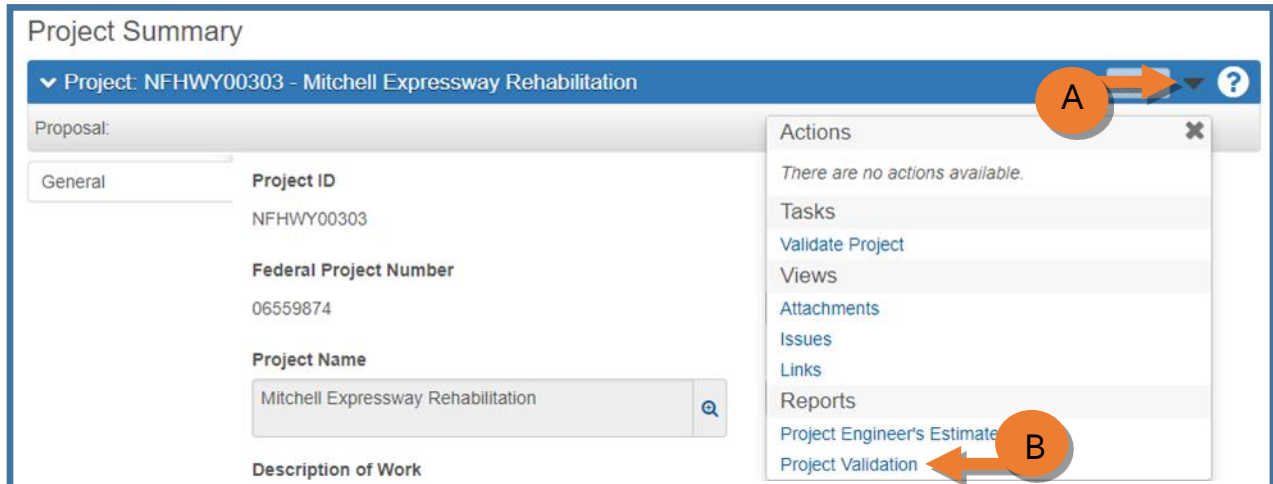 Project Summary
Project: NFHWY00303 - Mitchell Expressway Rehabilitation
A
?
Proposal:
Actions
General
Project ID
There are no actions available.
NFHWY00303
Tasks
Validate Project
Federal Project Number
Views
06559874
Attachments
Issues
Project Name
Links
Mitchell Expressway Rehabilitation
Reports
Project Engineer's Estimate
B
Project Validation
Description of Work